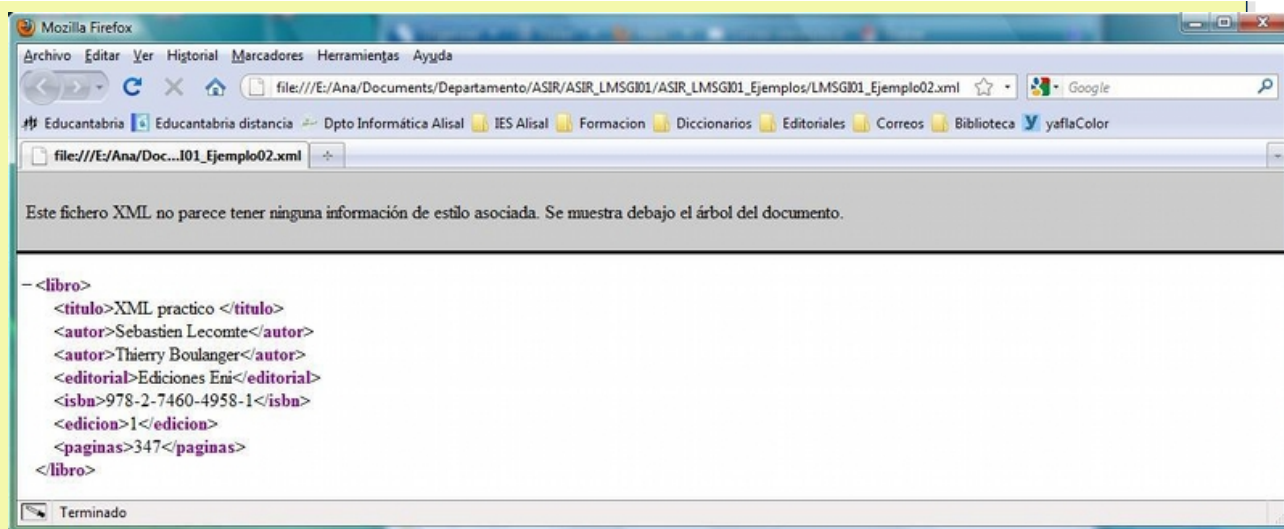 Mozilla Firefox
Archivo Editar Ver Historial Marcadores Herramientas Ayuda
file:///E:/Ana/Documents/Departamento/ASIR/ASIR_LMSGI01/ASIR_LMSGI01_Ejemplos/LMSGI01_Ejemplo02.xml Google
Educantabria Educantabria distancia Dpto Informática Alisal IES Alisal Formacion Diccionarios Editoriales Correos Biblioteca yaflaColor
file:///E:/Ana/Doc...I01_Ejemplo02.xml
Este fichero XML no parece tener ninguna información de estilo asociada. Se muestra debajo el árbol del documento.
−<libro>
<titulo>XML practico </titulo>
<autor>Sebastien Lecomte</autor>
<autor>Thierry Boulanger</autor>
<editorial>Ediciones Eni</editorial>
<isbn>978-2-7460-4958-1</isbn>
<edicion>1</edicion>
<paginas>347</paginas>
</libro>
Terminado